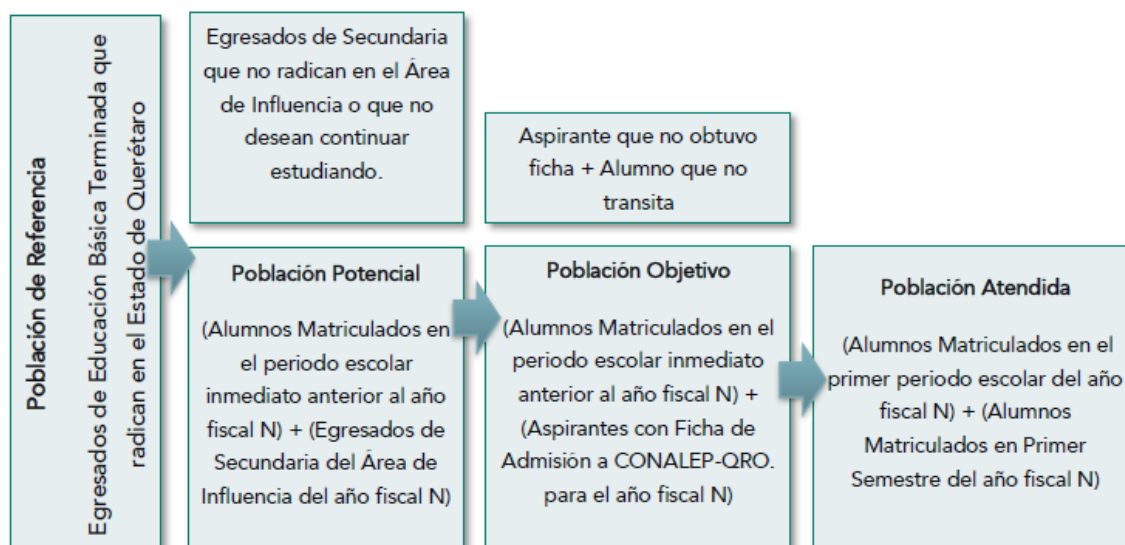 Población de Referencia
Egresados de Educación Básica Terminada que
radican en el Estado de Querétaro
Egresados de Secundaria
que no radican en el Área
de Influencia o que no
desean continuar
estudiando.
Aspirante que no obtuvo
ficha + Alumno que no
transita
Población Potencial
(Alumnos Matriculados en
el periodo escolar
inmediato anterior al año
fiscal N) + (Egresados de
Secundaria del Área de
Influencia del año fiscal N)
Población Objetivo
(Alumnos Matriculados en el
periodo escolar inmediato
anterior al año fiscal N) +
(Aspirantes con Ficha de
Admisión a CONALEP-QRO.
para el año fiscal N)
Población Atendida
(Alumnos Matriculados en el
primer periodo escolar del año
fiscal N) + (Alumnos
Matriculados en Primer
Semestre del año fiscal N)